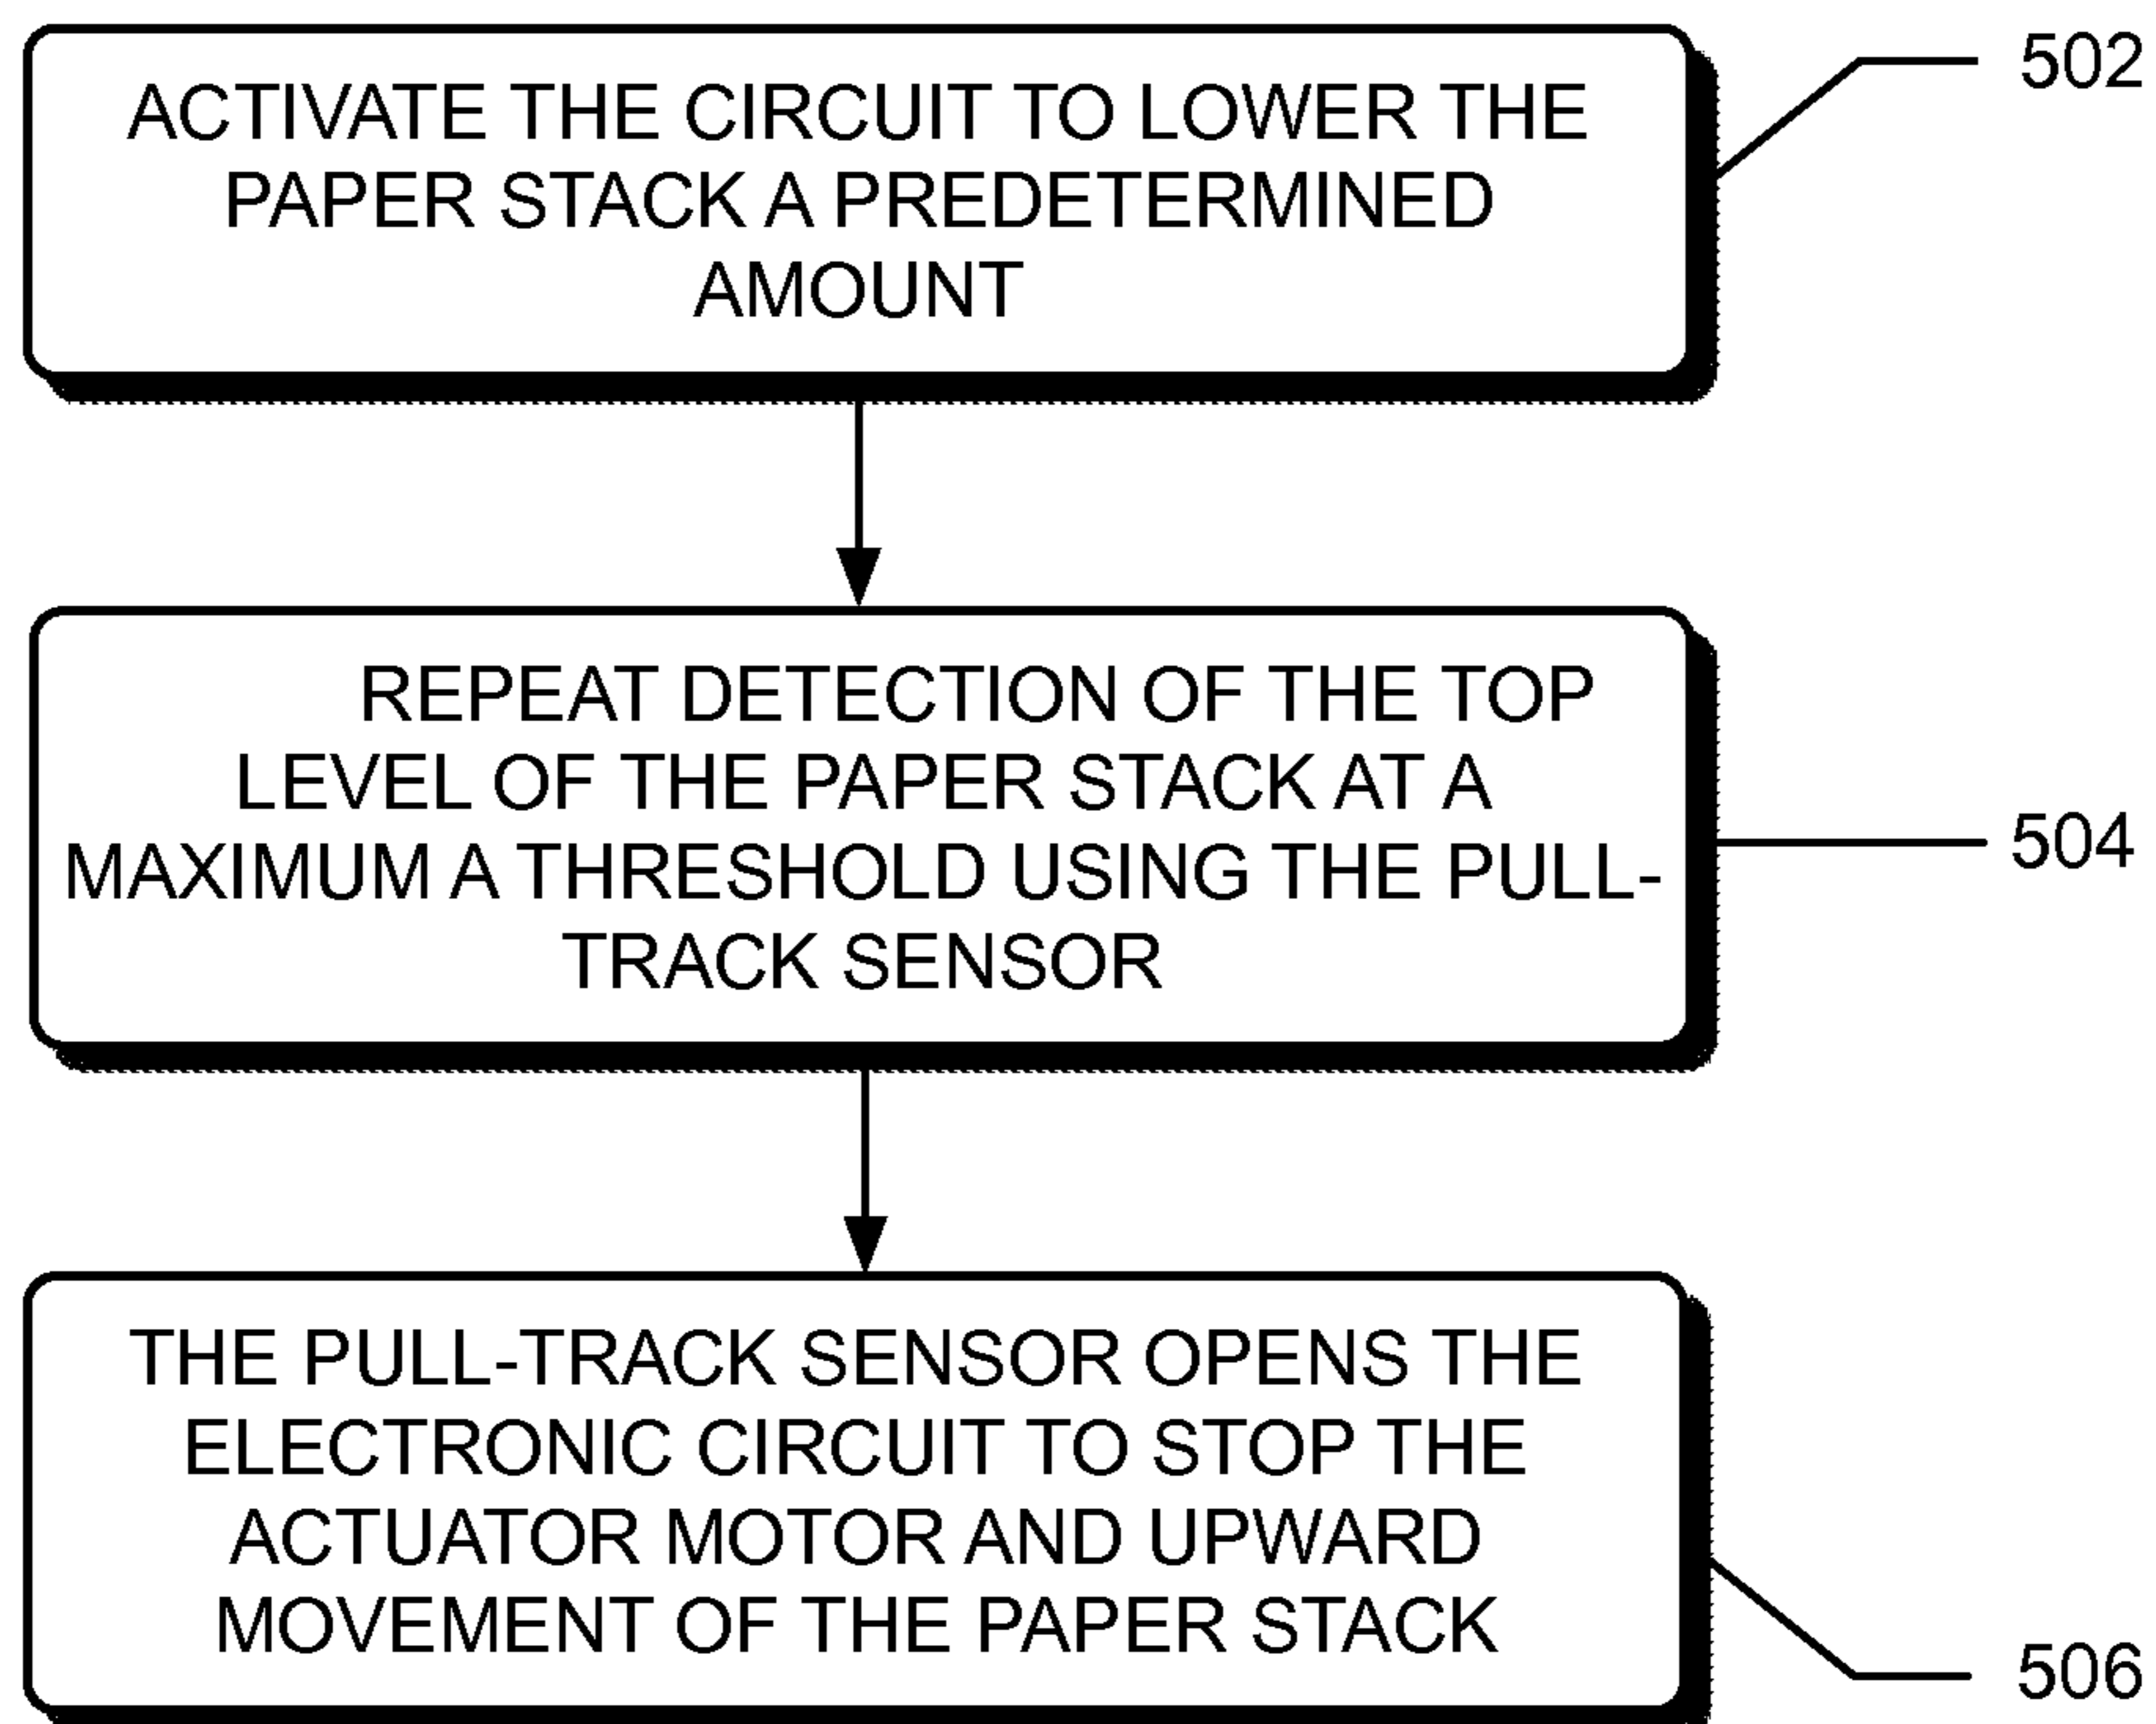 ACTIVATE THE CIRCUIT TO LOWER THE
PAPER STACK A PREDETERMINED
AMOUNT
502
REPEAT DETECTION OF THE TOP
LEVEL OF THE PAPER STACK AT A
MAXIMUM A THRESHOLD USING THE PULL-
TRACK SENSOR
504
THE PULL-TRACK SENSOR OPENS THE
ELECTRONIC CIRCUIT TO STOP THE
ACTUATOR MOTOR AND UPWARD
MOVEMENT OF THE PAPER STACK
506